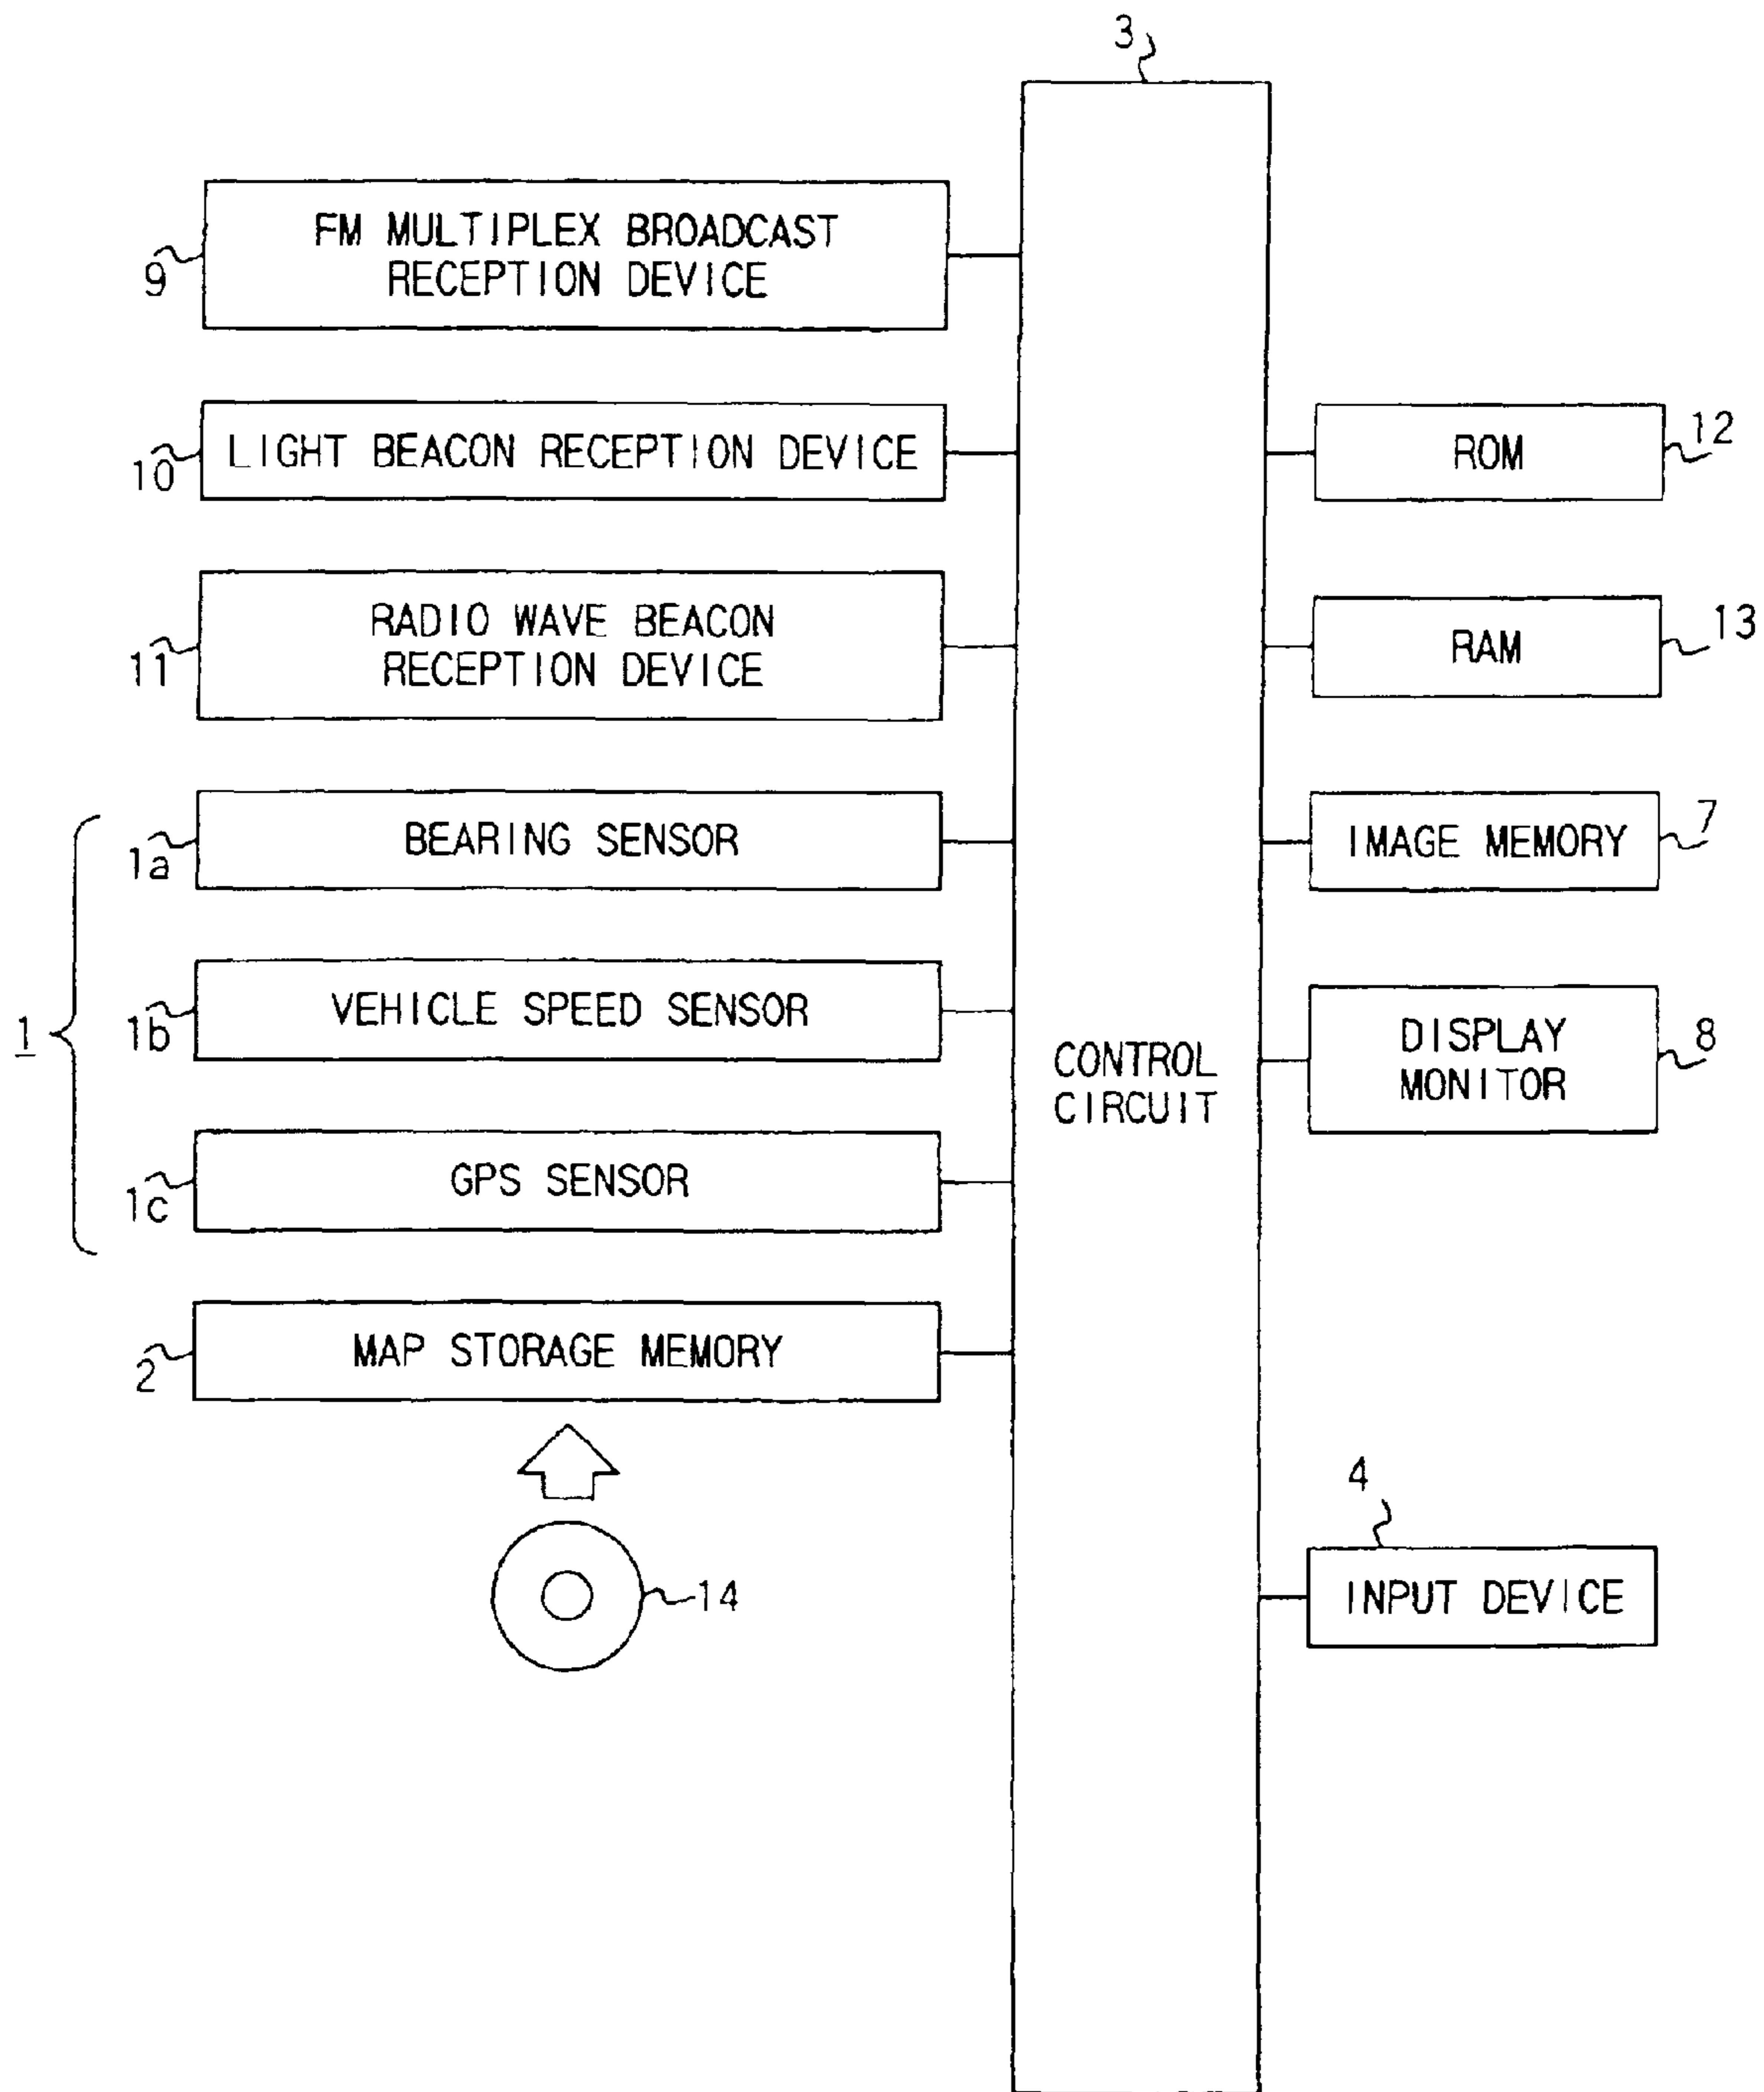 3
FM MULTIPLEX BROADCAST
RECEPTION DEVICE
9
LIGHT BEACON RECEPTION DEVICE
10
ROM
12
RADIO WAVE BEACON
RECEPTION DEVICE
11
RAM
13
BEARING SENSOR
1a
IMAGE MEMORY
7
1
VEHICLE SPEED SENSOR
1b
CONTROL
CIRCUIT
DISPLAY
MONITOR
8
GPS SENSOR
1c
MAP STORAGE MEMORY
2
14
4
INPUT DEVICE